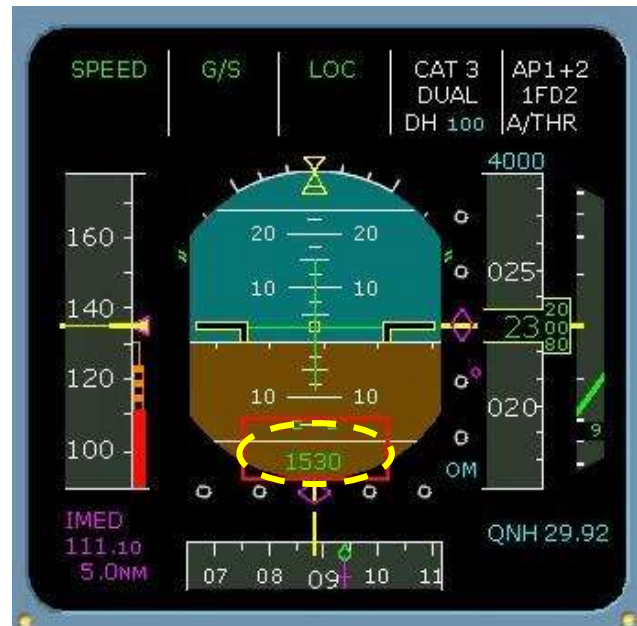 SPEED G/S LOC CAT 3 AP1+2
DUAL 1FD2
DH 100 A/THR
4000
160
140
120
100
20 20
10 10
10 10
1530
025
23 20
00
80
020
9
OM
IMED
111.10
5.0NM
QNH 29.92
07 08 09 10 11